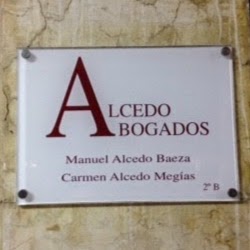 ALCEDO
ABOGADOS
Manuel Alcedo Baeza
Carmen Alcedo Megías
2º B